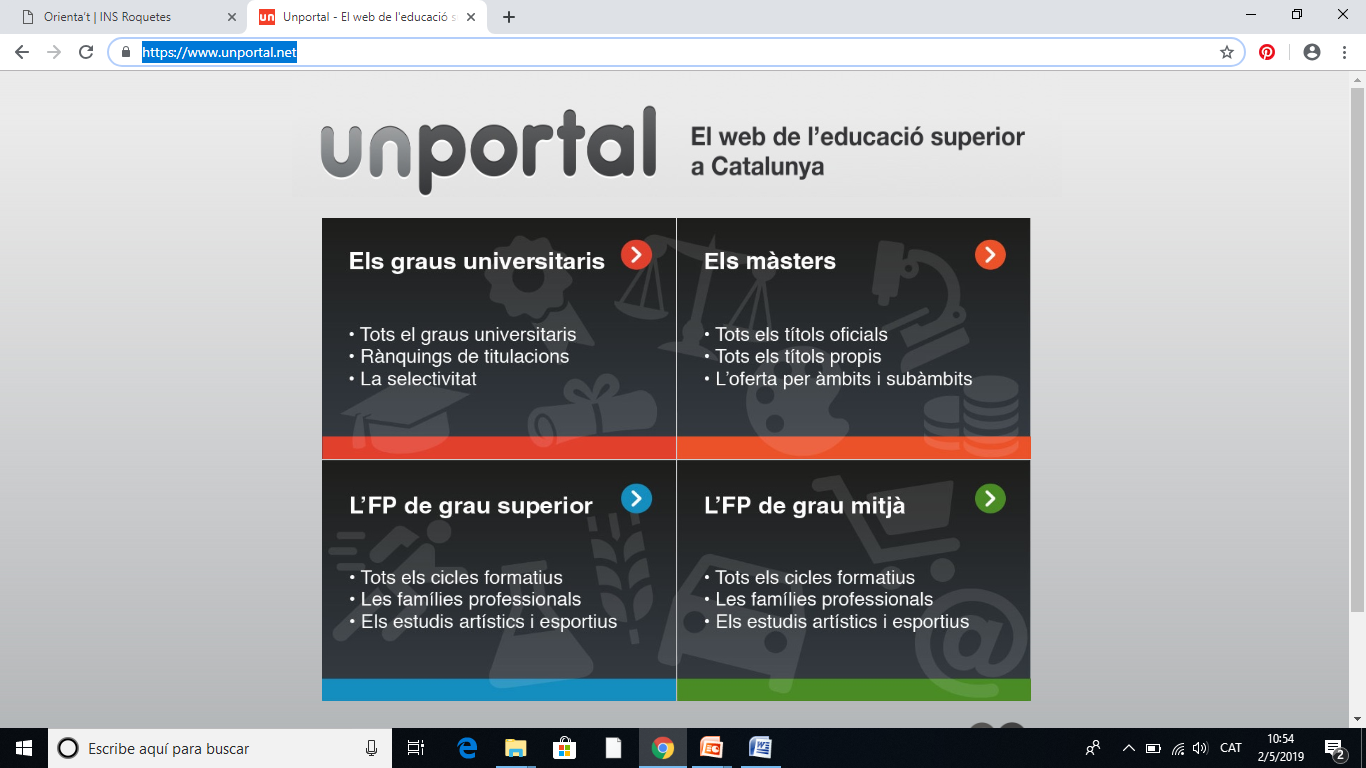 Orienta't | INS Roquetes
Unportal - El web de l'educació s
https://www.unportal.net
unportal
El web de l'educació superior
a Catalunya
Els graus universitaris
• Tots el graus universitaris
• Rànquings de titulacions
• La selectivitat
Els màsters
• Tots els títols oficials
• Tots els títols propis
• L'oferta per àmbits i subàmbits
L'FP de grau superior
• Tots els cicles formatius
• Les famílies professionals
• Els estudis artístics i esportius
L'FP de grau mitjà
• Tots els cicles formatius
• Les famílies professionals
• Els estudis artístics i esportius
Escribe aquí para buscar
CAT
10:54
2/5/2019
2